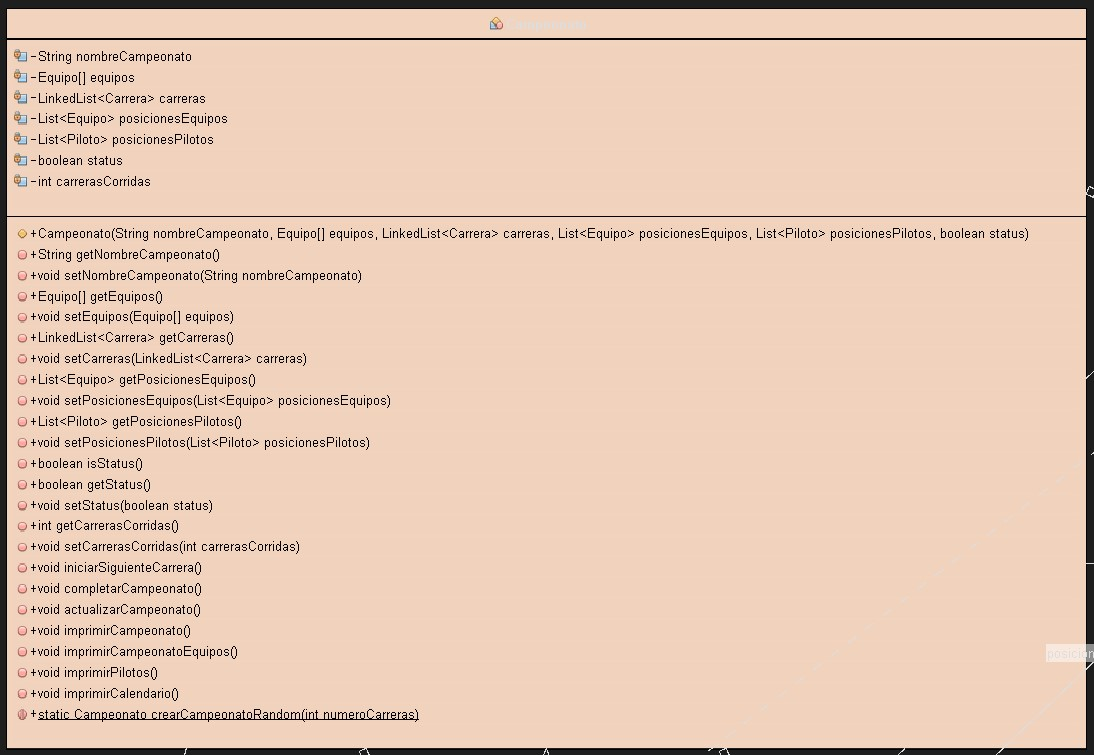 Campeonato
-String nombreCampeonato
-Equipo[] equipos
-LinkedList<Carrera> carreras
-List<Equipo> posicionesEquipos
-List<Piloto> posicionesPilotos
-boolean status
-int carrerasCorridas
+Campeonato(String nombreCampeonato, Equipo[] equipos, LinkedList<Carrera> carreras, List<Equipo> posicionesEquipos, List<Piloto> posicionesPilotos, boolean status)
+String getNombreCampeonato()
+void setNombreCampeonato(String nombreCampeonato)
+Equipo[] getEquipos()
+void setEquipos(Equipo[] equipos)
+LinkedList<Carrera> getCarreras()
+void setCarreras(LinkedList<Carrera> carreras)
+List<Equipo> getPosicionesEquipos()
+void setPosicionesEquipos(List<Equipo> posicionesEquipos)
+List<Piloto> getPosicionesPilotos()
+void setPosicionesPilotos(List<Piloto> posicionesPilotos)
+boolean isStatus()
+boolean getStatus()
+void setStatus(boolean status)
+int getCarrerasCorridas()
+void setCarrerasCorridas(int carrerasCorridas)
+void iniciarSiguienteCarrera()
+void completarCampeonato()
+void actualizarCampeonato()
+void imprimirCampeonato()
+void imprimirCampeonatoEquipos()
+void imprimirPilotos()
posicion
+void imprimirCalendario()
+static Campeonato crearCampeonatoRandom(int numeroCarreras)